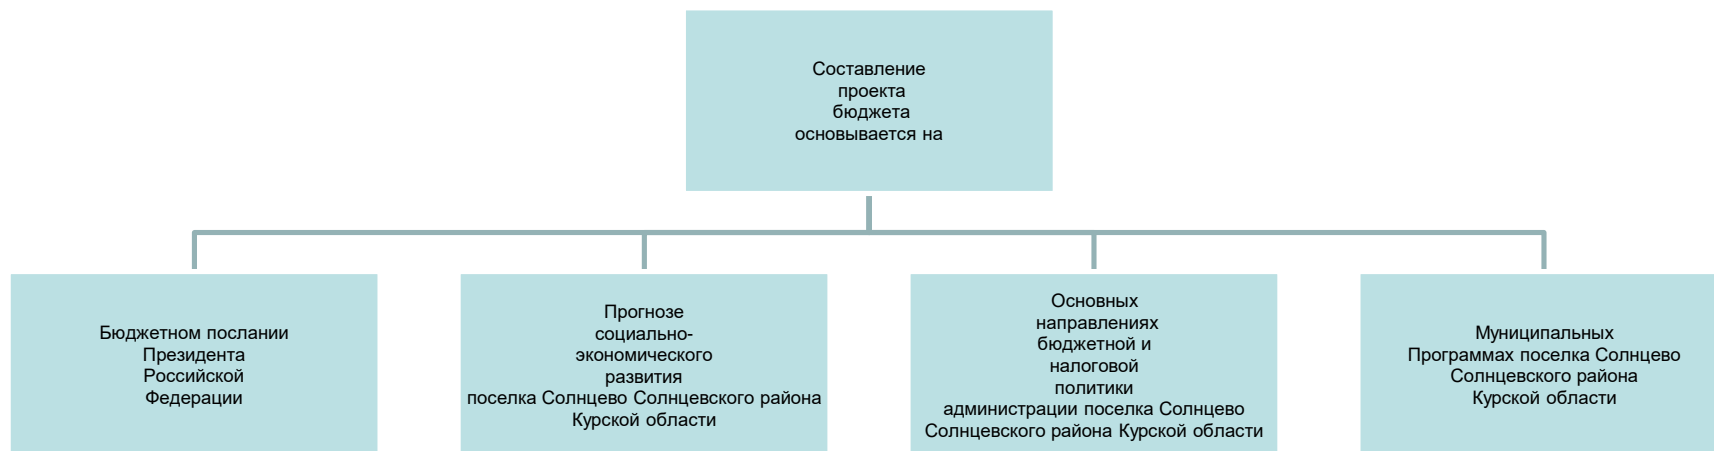 Составление
проекта
бюджета
основывается на
Бюджетном послании
Президента
Российской
Федерации
Прогнозе
социально-
экономического
развития
поселка Солнцево Солнцевского района
Курской области
Основных
направлениях
бюджетной и
налоговой
политики
администрации поселка Солнцево
Солнцевского района Курской области
Муниципальных
Программах поселка Солнцево
Солнцевского района
Курской области